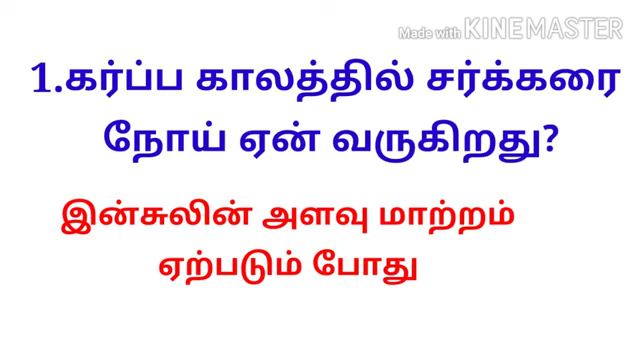 Made with KINEMASTER
1.கர்ப்ப காலத்தில் சர்க்கரை
நோய் ஏன் வருகிறது?
இன்சுலின் அளவு மாற்றம்
ஏற்படும் போது